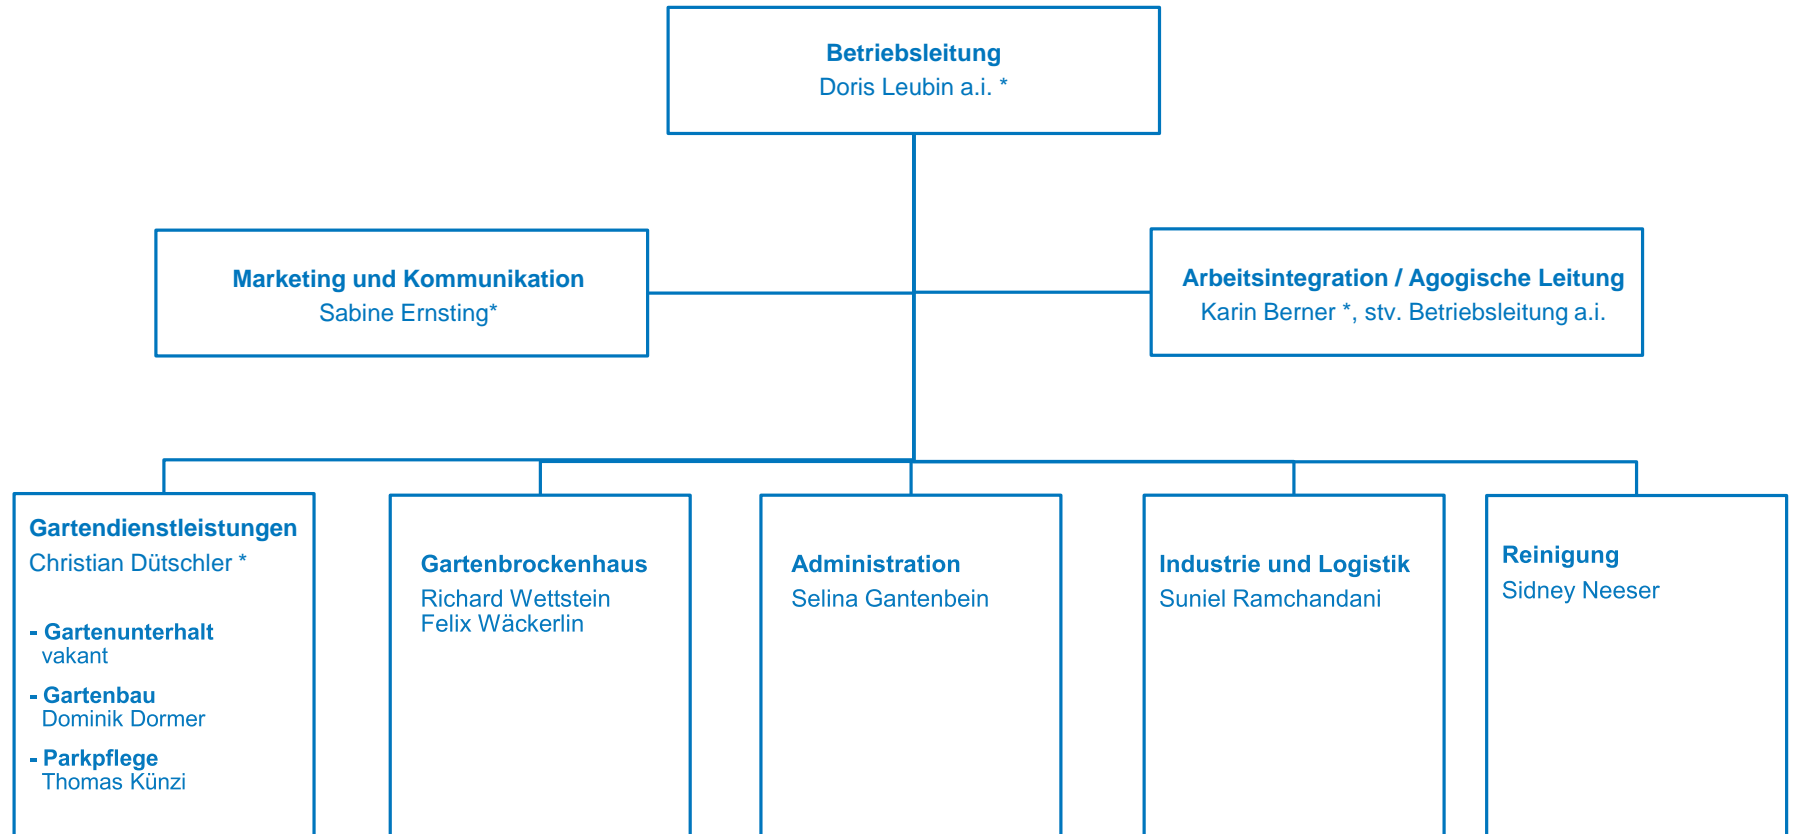 Betriebsleitung
Doris Leubin a.i. *
Marketing und Kommunikation
Sabine Ernsting*
Arbeitsintegration / Agogische Leitung
Karin Berner *, stv. Betriebsleitung a.i.
Gartendienstleistungen
Christian Dütschler *
- Gartenunterhalt
vakant
- Gartenbau
Dominik Dormer
- Parkpflege
Thomas Künzi
Gartenbrockenhaus
Richard Wettstein
Felix Wäckerlin
Administration
Selina Gantenbein
Industrie und Logistik
Suniel Ramchandani
Reinigung
Sidney Neeser